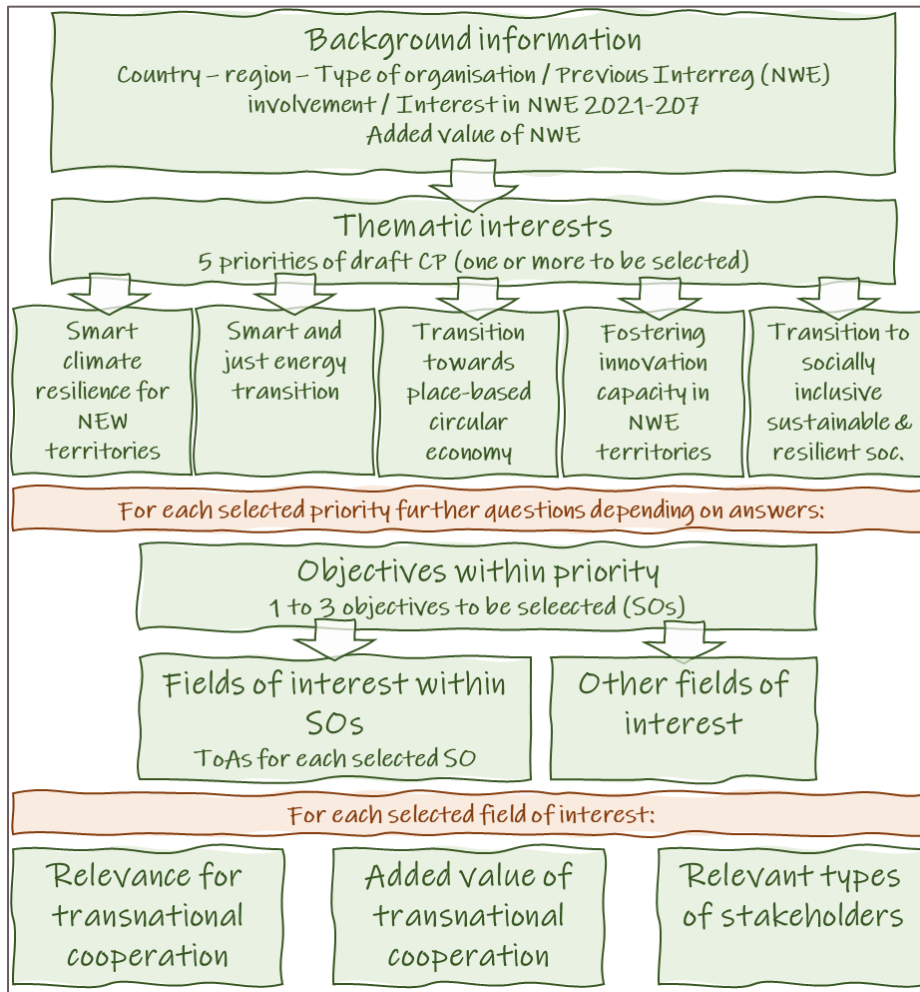 Background information
Country – region – Type of organisation / Previous Interreg (NWE)
involvement / Interest in NWE 2021-207
Added value of NWE
Thematic interests
5 priorities of draft CP (one or more to be selected)
Smart
climate
resilience for
NEW
territories
Smart and
just energy
transition
Transition
towards
place-based
circular
economy
Fostering
innovation
capacity in
NWE
territories
Transition to
socially
inclusive
sustainable &
resilient soc.
For each selected priority further questions depending on answers:
Objectives within priority
1 to 3 objectives to be seleected (SOs)
Fields of interest within
SOs
ToAs for each selected SO
Other fields of
interest
For each selected field of interest:
Relevance for
transnational
cooperation
Added value of
transnational
cooperation
Relevant types
of stakeholders